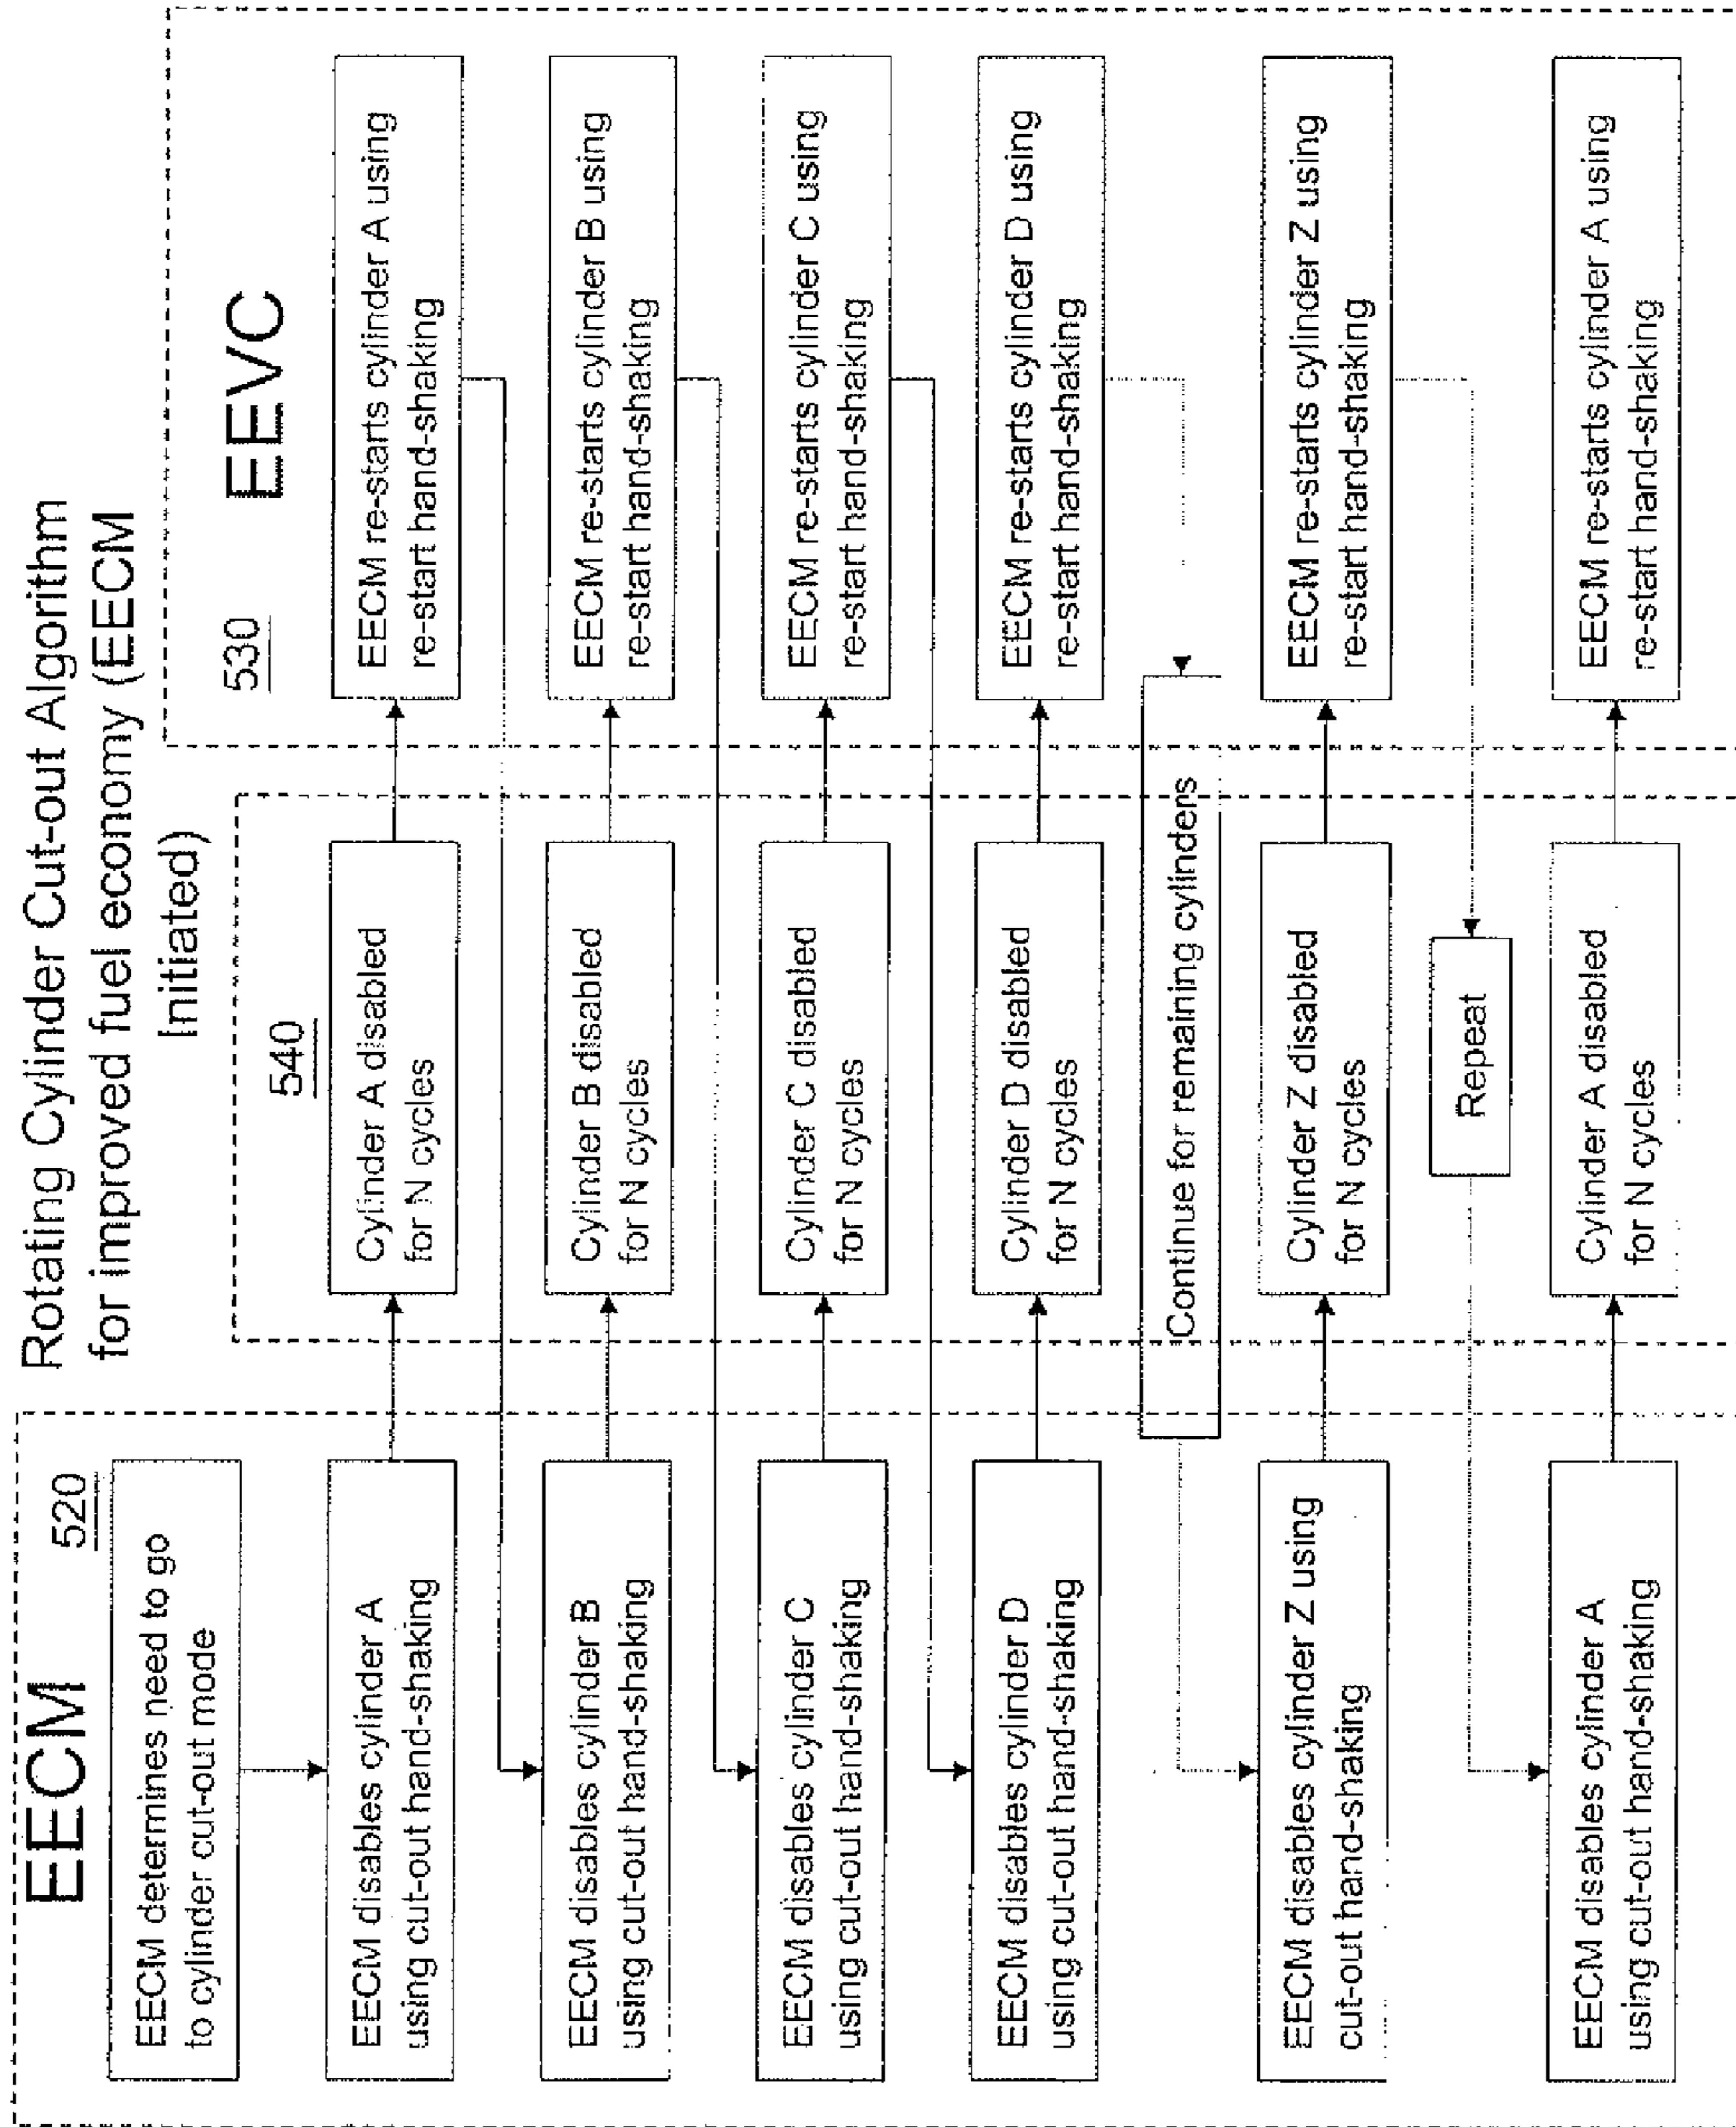 Rotating Cylinder Cut-out Algorithm
for improved fuel economy (EECM
Initiated)
EECM
520
540
530
EEVC
EECM determines need to go
to cylinder cut-out mode
EECM disables cylinder A
using cut-out hand-shaking
Cylinder A disabled
for N cycles
EECM re-starts cylinder A using
re-start hand-shaking
EECM disables cylinder B
using cut-out hand-shaking
Cylinder B disabled
for N cycles
EECM re-starts cylinder B using
re-start hand-shaking
EECM disables cylinder C
using cut-out hand-shaking
Cylinder C disabled
for N cycles
EECM re-starts cylinder C using
re-start hand-shaking
EECM disables cylinder D
using cut-out hand-shaking
Cylinder D disabled
for N cycles
EECM re-starts cylinder D using
re-start hand-shaking
Continue for remaining cylinders
EECM disables cylinder Z using
cut-out hand-shaking
Cylinder Z disabled
for N cycles
EECM re-starts cylinder Z using
re-start hand-shaking
Repeat
EECM disables cylinder A
using cut-out hand-shaking
Cylinder A disabled
for N cycles
EECM re-starts cylinder A using
re-start hand-shaking